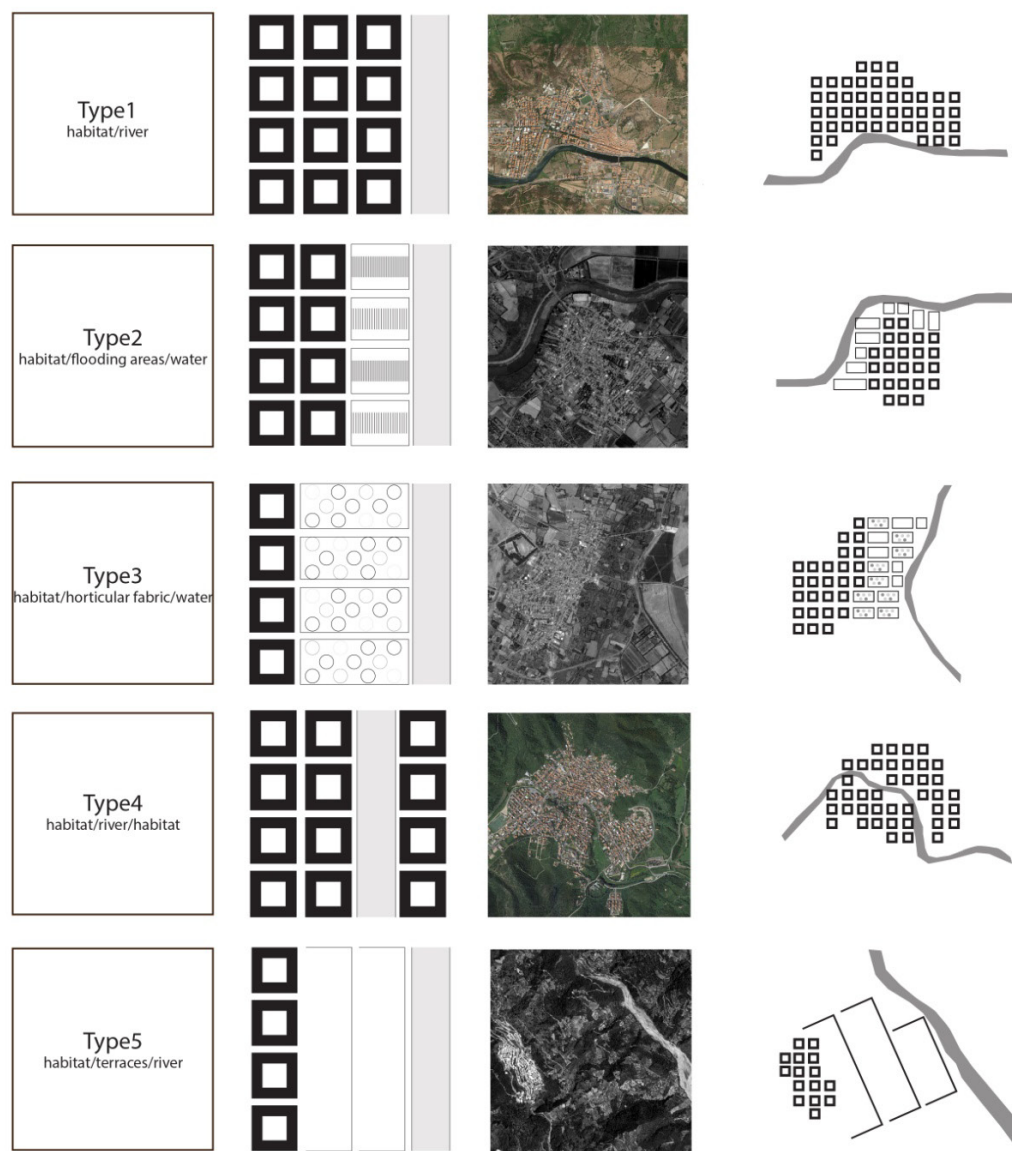 Type1
habitat/river
Type2
habitat/flooding areas/water
Type3
habitat/horticular fabric/water
Type4
habitat/river/habitat
Type5
habitat/terraces/river